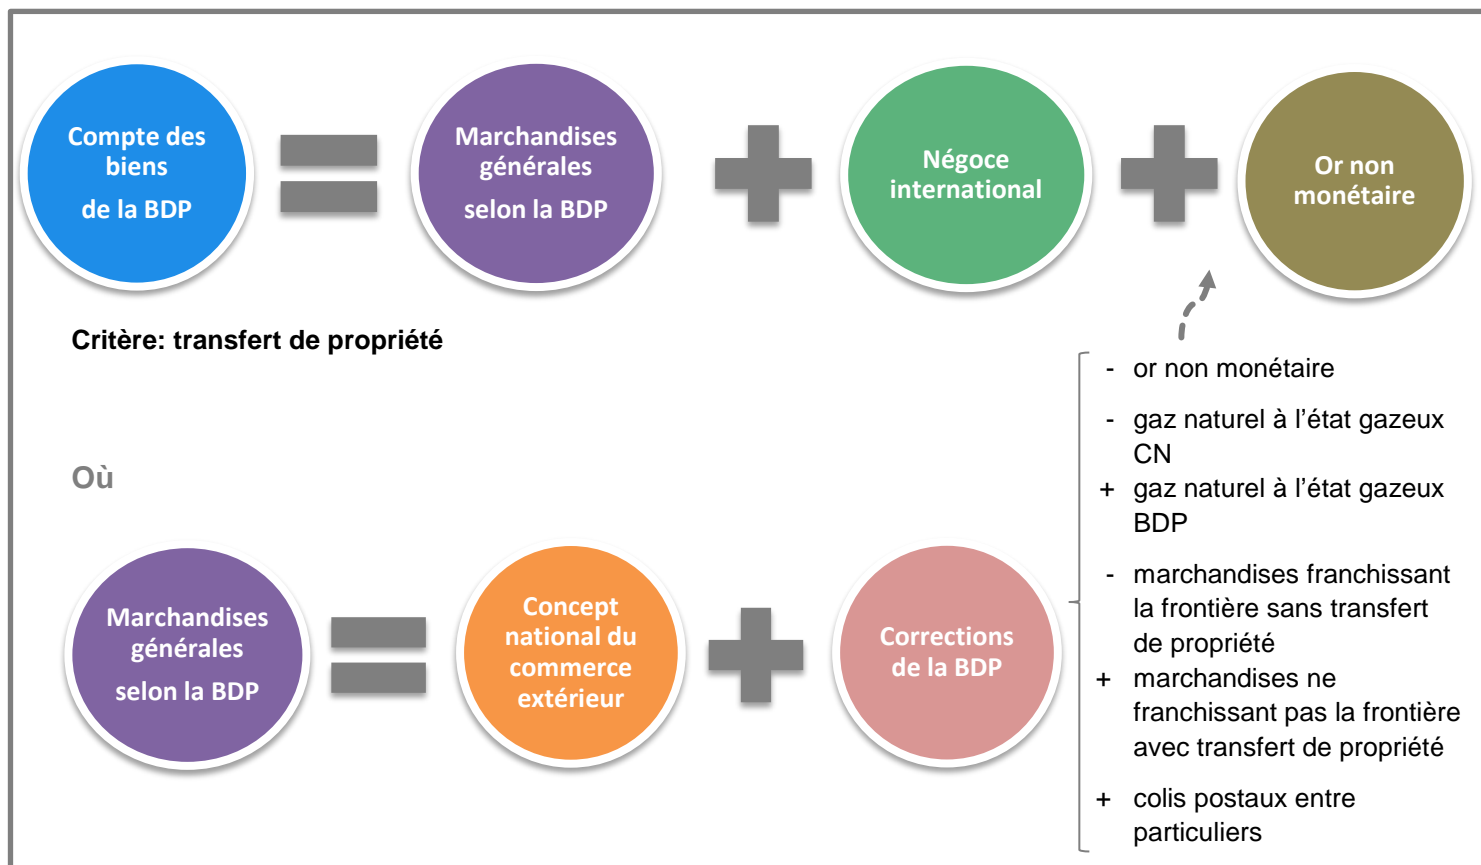 Compte des
biens
de la BDP
Marchandises
générales
selon la BDP
Négoce
international
Or non
monétaire
Critère: transfert de propriété
Où
Marchandises
générales
selon la BDP
Concept
national du
commerce
extérieur
Corrections
de la BDP
- or non monétaire
- gaz naturel à l’état gazeux
CN
+ gaz naturel à l’état gazeux
BDP
- marchandises franchissant
la frontière sans transfert
de propriété
+ marchandises ne
franchissant pas la frontière
avec transfert de propriété
+ colis postaux entre
particuliers